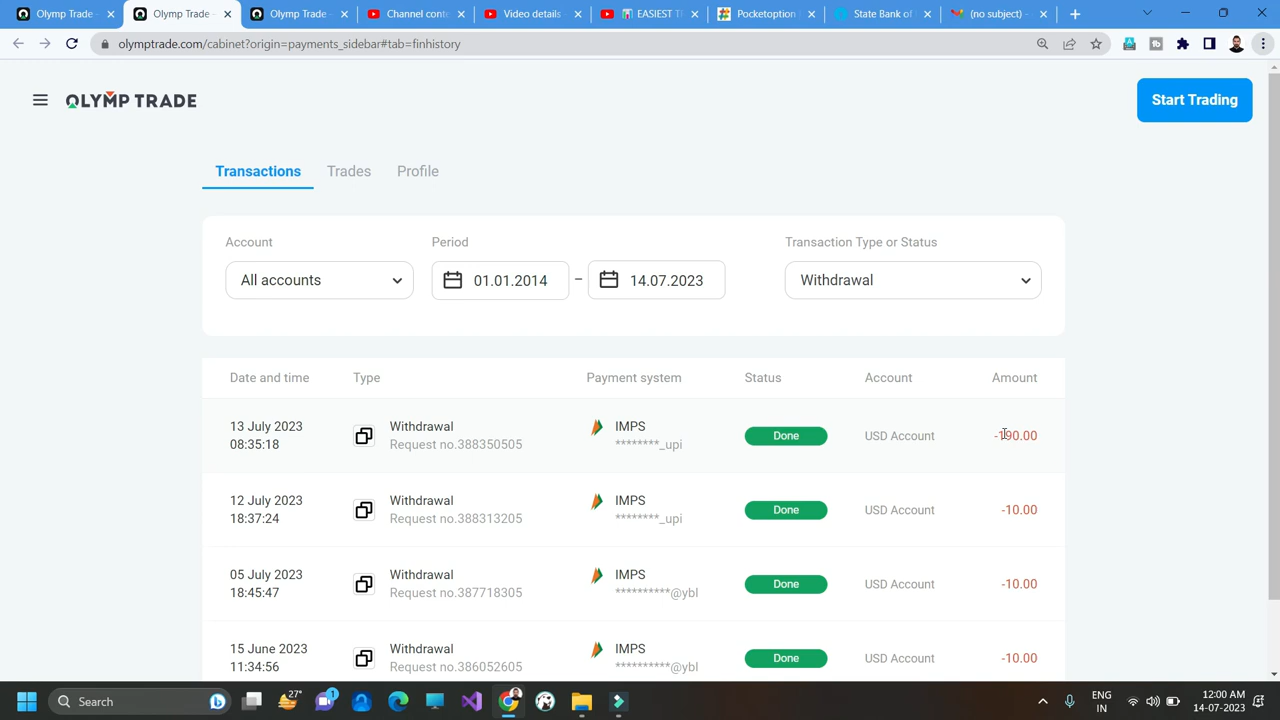 Olymp Trade -
Olymp Trade -
Olymp Trade -
Channel cont
Video details
EASIEST T
Pocketoption
State Bank of
(no subject) -
olymptrade.com/cabinet?origin=payments_sidebar#tab=finhistory
OLYMP TRADE
Start Trading
Transactions Trades Profile
Account Period Transaction Type or Status
All accounts 01.01.2014 – 14.07.2023 Withdrawal
Date and time Type Payment system Status Account Amount
13 July 2023 Withdrawal IMPS
Done USD Account -190.00
08:35:18 Request no.388350505 ********_upi
12 July 2023 Withdrawal IMPS
Done USD Account -10.00
18:37:24 Request no.388313205 ********_upi
05 July 2023 Withdrawal IMPS
Done USD Account -10.00
18:45:47 Request no.387718305 **********@ybl
15 June 2023 Withdrawal IMPS
Done USD Account -10.00
11:34:56 Request no.386052605 **********@ybl
Search
27°
1
ENG
IN
12:00 AM
14-07-2023